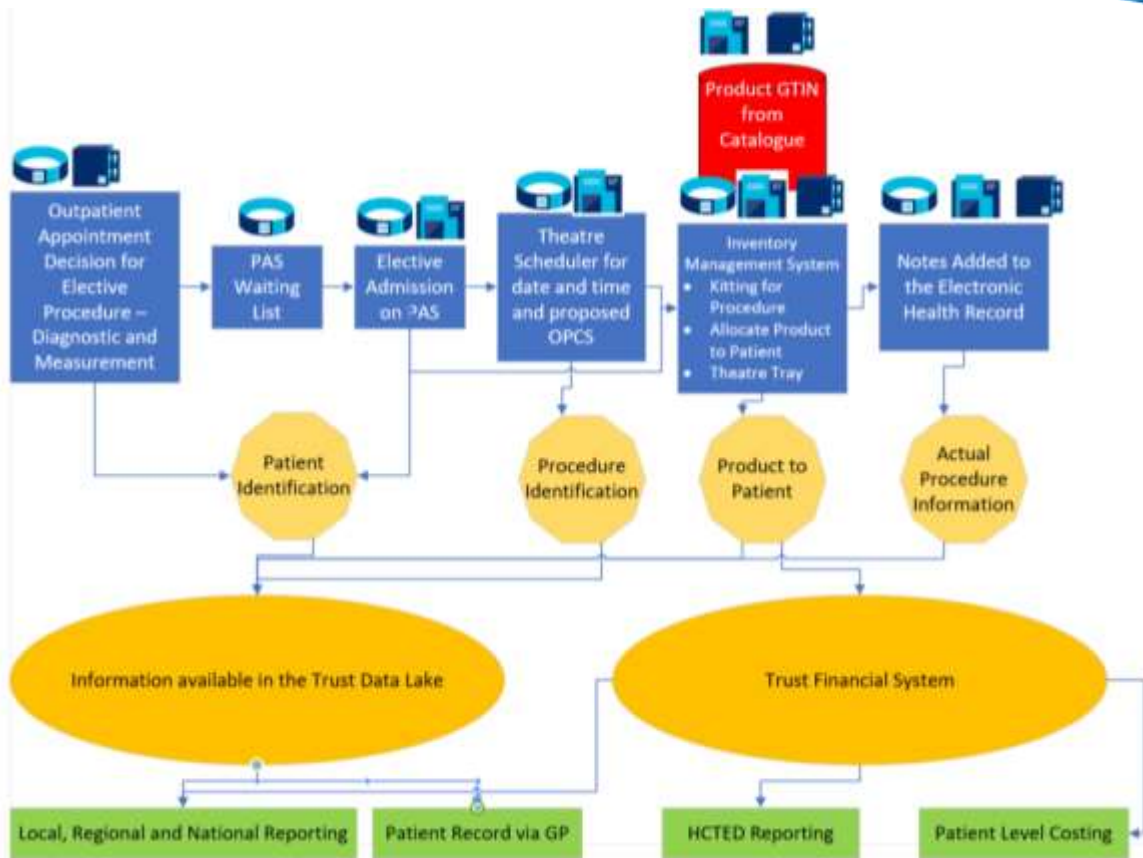 Product GTIN
from
Catalogue
Outpatient
Appointment
Decision for
Elective
Procedure –
Diagnostic and
Measurement
PAS
Waiting
List
Elective
Admission
on PAS
Theatre
Scheduler for
date and time
and proposed
OPCS
Inventory
Management System
• Kitting for
Procedure
• Allocate Product
to Patient
• Theatre Tray
Notes Added to
the Electronic
Health Record
Patient
Identification
Procedure
Identification
Product to
Patient
Actual
Procedure
Information
Information available in the Trust Data Lake
Trust Financial System
Local, Regional and National Reporting
Patient Record via GP
HCTED Reporting
Patient Level Costing